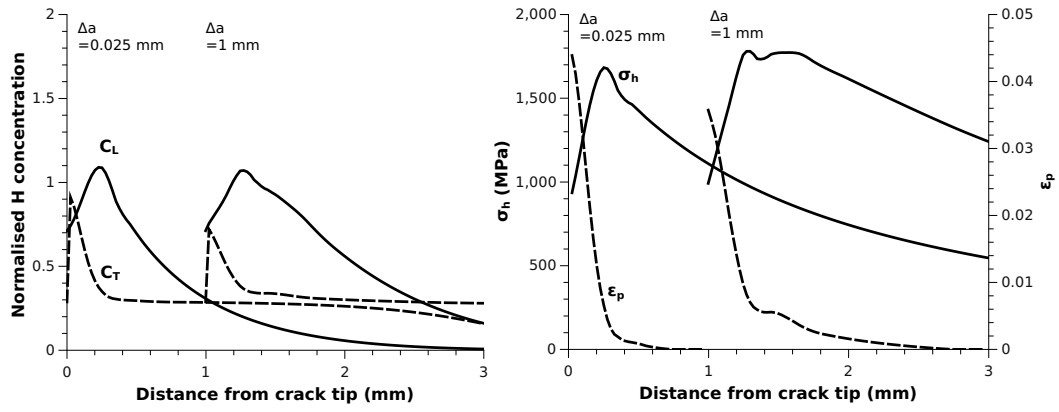 2
1.5
1
0.5
0
Normalised H concentration
Δa
=0.025 mm
Δa
=1 mm
C_L
C_T
0 1 2 3
Distance from crack tip (mm)
2,000
1,500
1,000
500
0
σ_h (MPa)
Δa
=0.025 mm
Δa
=1 mm
σ_h
ε_p
0.05
0.04
0.03
0.02
0.01
0
ε_p
0 1 2 3
Distance from crack tip (mm)